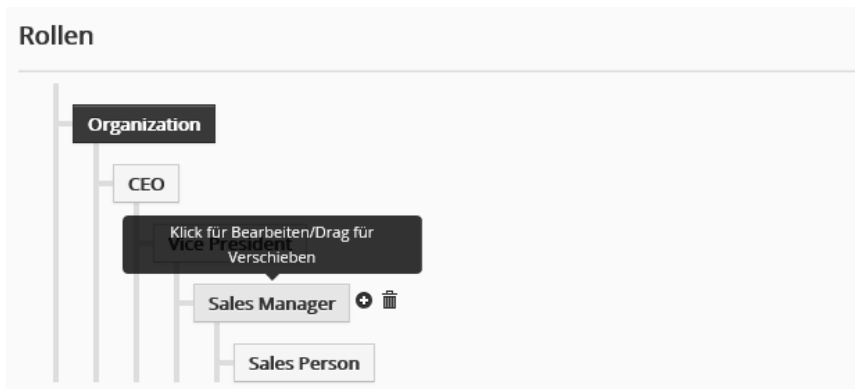 Rollen
Organization
CEO
Klick für Bearbeiten/Drag für
Vice President
Verschieben
Sales Manager
Sales Person